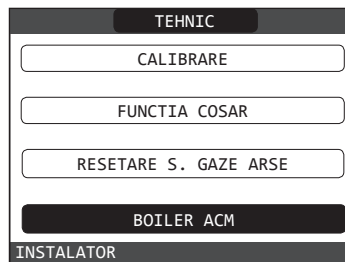 TEHNIC
CALIBRARE
FUNCTIA COSAR
RESETARE S. GAZE ARSE
BOILER ACM
INSTALATOR